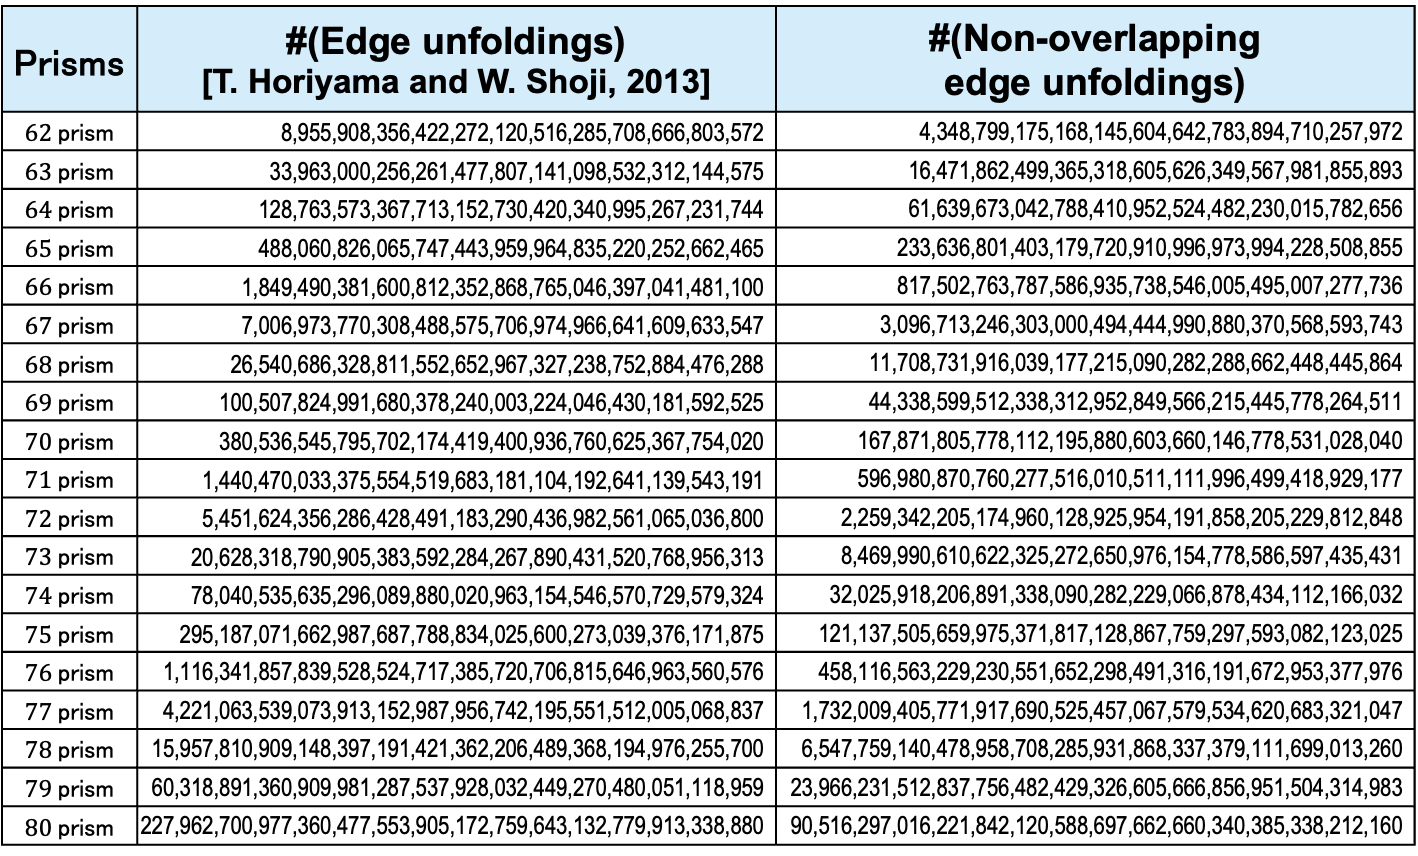 Prisms #(Edge unfoldings) [T. Horiyama and W. Shoji, 2013] #(Non-overlapping edge unfoldings)
62 prism 8,955,908,356,422,272,120,516,285,708,666,803,572 4,348,799,175,168,145,604,642,783,894,710,257,972
63 prism 33,963,000,256,261,477,807,141,098,532,312,144,575 16,471,862,499,365,318,605,626,349,567,981,855,893
64 prism 128,763,573,367,713,152,730,420,340,995,267,231,744 61,639,673,042,788,410,952,524,482,230,015,782,656
65 prism 488,060,826,065,747,443,959,964,835,220,252,662,465 233,636,801,403,179,720,910,996,973,994,228,508,855
66 prism 1,849,490,381,600,812,352,868,765,046,397,041,481,100 817,502,763,787,586,935,738,546,005,495,007,277,736
67 prism 7,006,973,770,308,488,575,706,974,966,641,609,633,547 3,096,713,246,303,000,494,444,990,880,370,568,593,743
68 prism 26,540,686,328,811,552,652,967,327,238,752,884,476,288 11,708,731,916,039,177,215,090,282,288,662,448,445,864
69 prism 100,507,824,991,680,378,240,003,224,046,430,181,592,525 44,338,599,512,338,312,952,849,566,215,445,778,264,511
70 prism 380,536,545,795,702,174,419,400,936,760,625,367,754,020 167,871,805,778,112,195,880,603,660,146,778,531,028,040
71 prism 1,440,470,033,375,554,519,683,181,104,192,641,139,543,191 596,980,870,760,277,516,010,511,111,996,499,418,929,177
72 prism 5,451,624,356,286,428,491,183,290,436,982,561,065,036,800 2,259,342,205,174,960,128,925,954,191,858,205,229,812,848
73 prism 20,628,318,790,905,383,592,284,267,890,431,520,768,956,313 8,469,990,610,622,325,272,650,976,154,778,586,597,435,431
74 prism 78,040,535,635,296,089,880,020,963,154,546,570,729,579,324 32,025,918,206,891,338,090,282,229,066,878,434,112,166,032
75 prism 295,187,071,662,987,687,788,834,025,600,273,039,376,171,875 121,137,505,659,975,371,817,128,867,759,297,593,082,123,025
76 prism 1,116,341,857,839,528,524,717,385,720,706,815,646,963,560,576 458,116,563,229,230,551,652,298,491,316,191,672,953,377,976
77 prism 4,221,063,539,073,913,152,987,956,742,195,551,512,005,068,837 1,732,009,405,771,917,690,525,457,067,579,534,620,683,321,047
78 prism 15,957,810,909,148,397,191,421,362,206,489,368,194,976,255,700 6,547,759,140,478,958,708,285,931,868,337,379,111,699,013,260
79 prism 60,318,891,360,909,981,287,537,928,032,449,270,480,051,118,959 23,966,231,512,837,756,482,429,326,605,666,856,951,504,314,983
80 prism 227,962,700,977,360,477,553,905,172,759,643,132,779,913,338,880 90,516,297,016,221,842,120,588,697,662,660,340,385,338,212,160